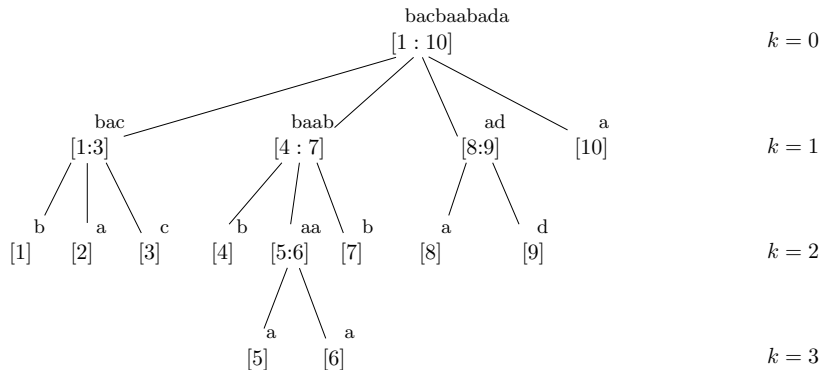 bacbaabada
[1 : 10] k = 0
bac baab ad a
[1:3] [4 : 7] [8:9] [10] k = 1
b a c b aa b a d
[1] [2] [3] [4] [5:6] [7] [8] [9] k = 2
a a
[5] [6] k = 3